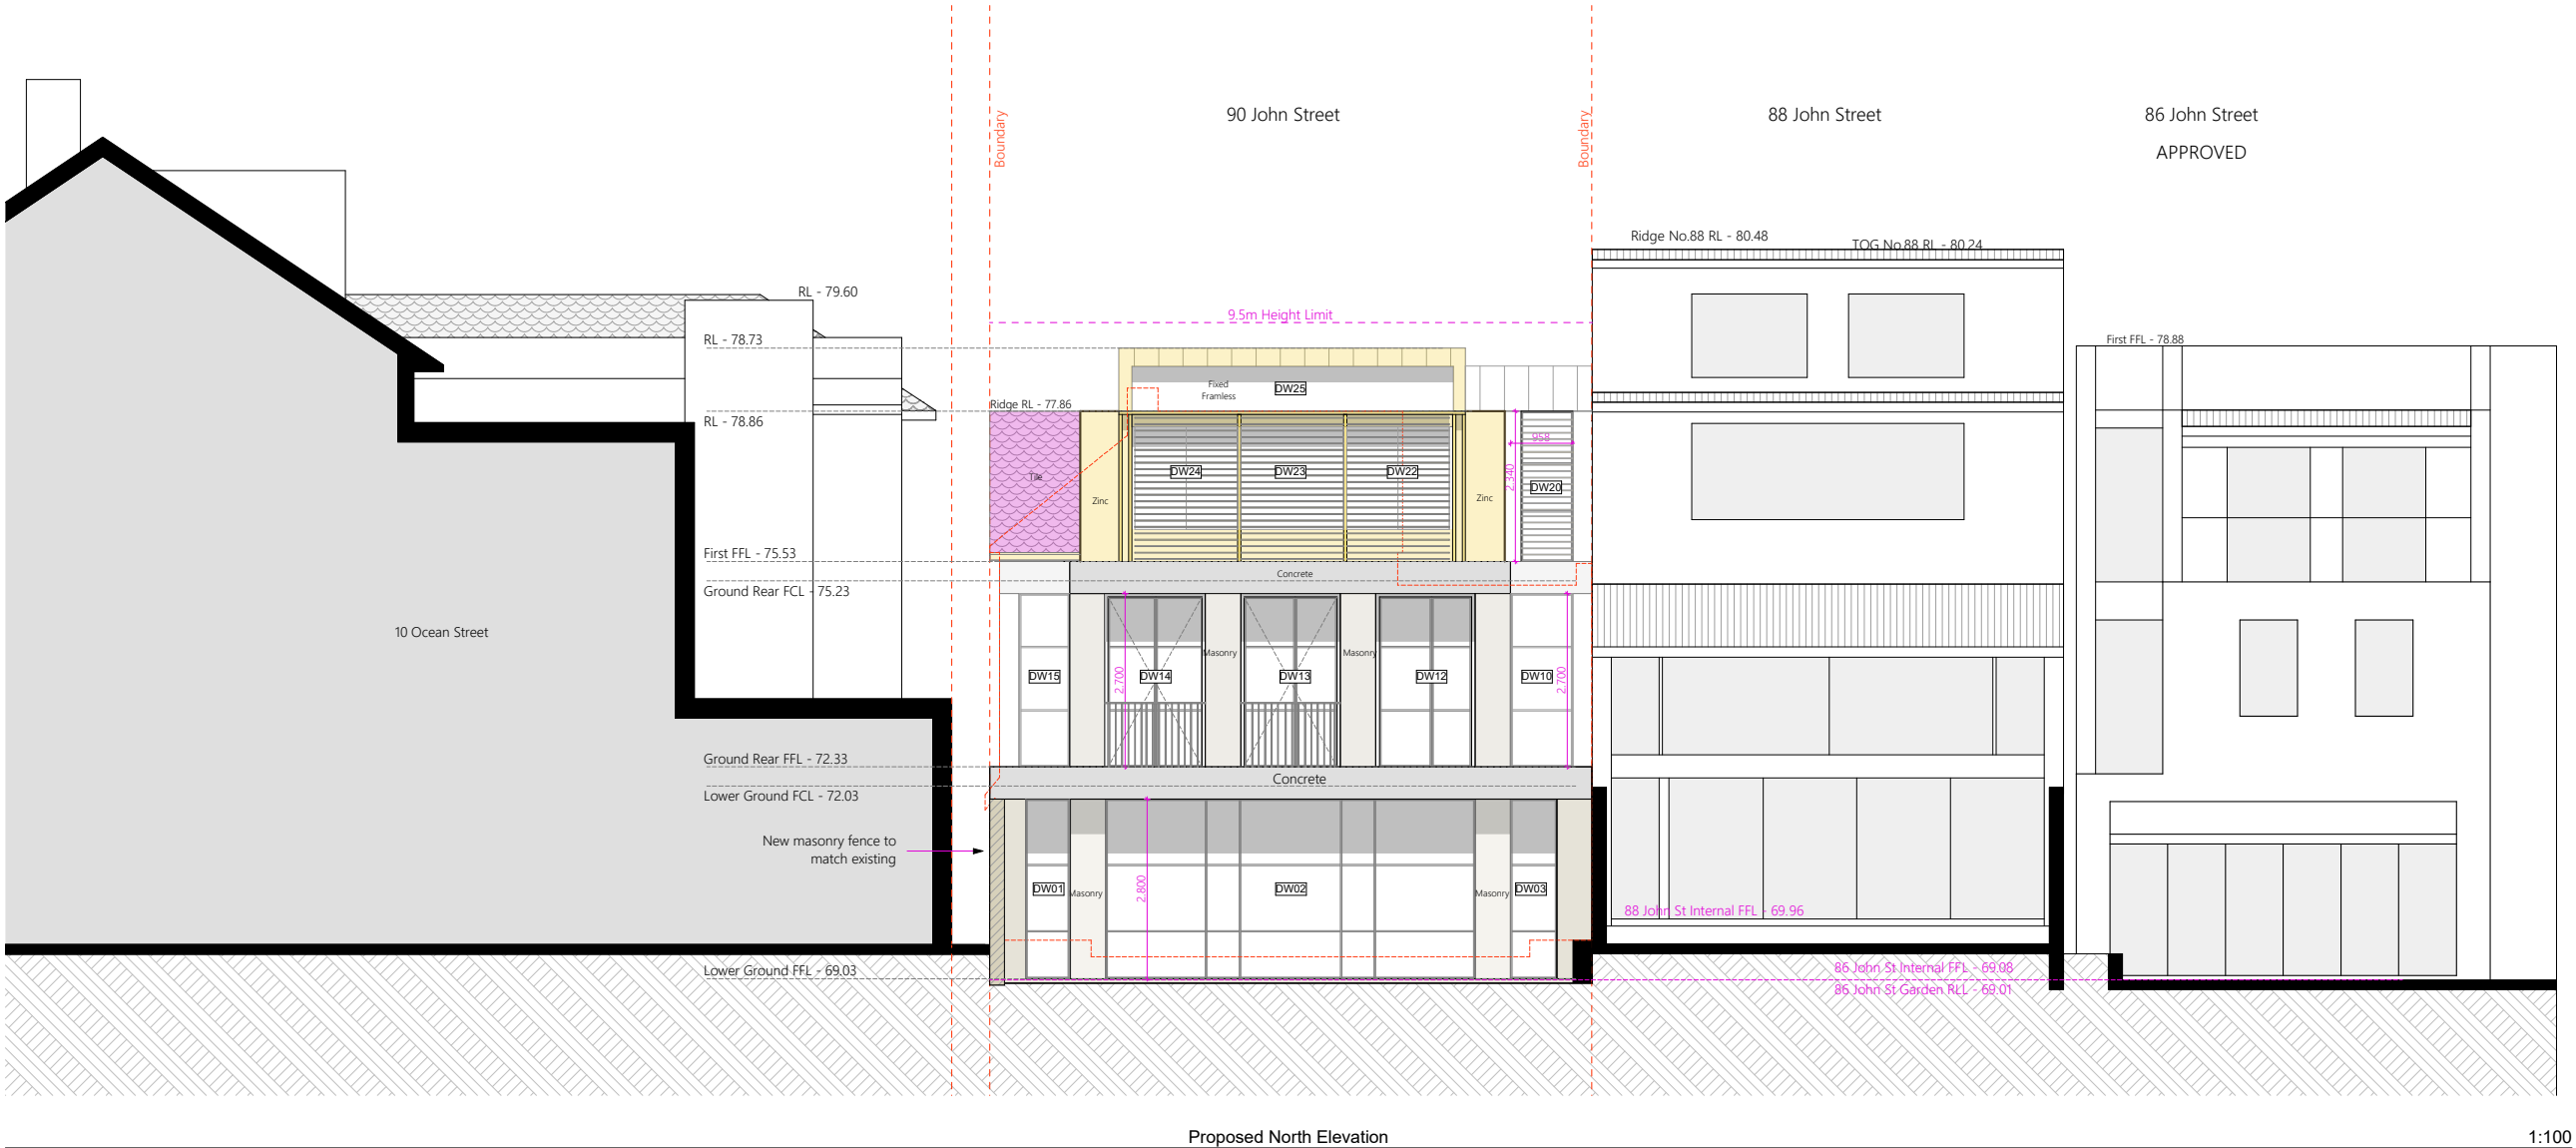 90 John Street
88 John Street
86 John Street
APPROVED
Boundary
Boundary
Ridge No.88 RL - 80.48
TOG No.88 RL - 80.24
RL - 79.60
9.5m Height Limit
RL - 78.73
First FFL - 78.88
Fixed
Framless
DW25
Ridge RL - 77.86
RL - 78.86
958
Tile
DW24
DW23
DW22
2.340
DW20
Zinc
Zinc
First FFL - 75.53
Concrete
Ground Rear FCL - 75.23
10 Ocean Street
Masonry
Masonry
DW15
2.700
DW14
DW13
DW12
DW10
2.700
Ground Rear FFL - 72.33
Concrete
Lower Ground FCL - 72.03
New masonry fence to
match existing
DW01
Masonry
2.800
DW02
Masonry
DW03
88 John St Internal FFL - 69.96
Lower Ground FFL - 69.03
86 John St Internal FFL - 69.08
86 John St Garden RLL - 69.01
Proposed North Elevation
1:100